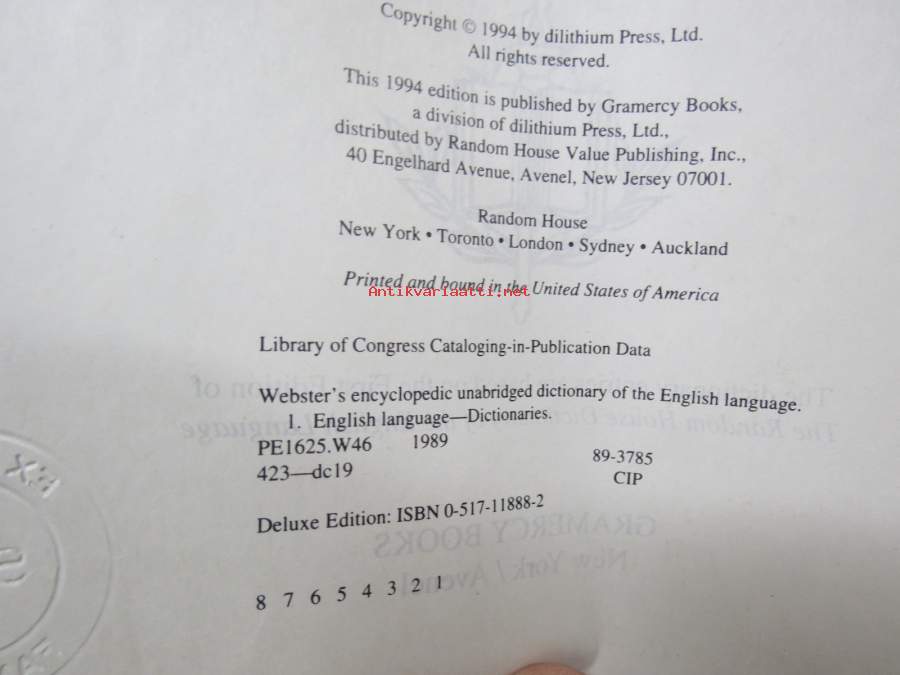 Copyright © 1994 by dilithium Press, Ltd.
All rights reserved.
This 1994 edition is published by Gramercy Books,
a division of dilithium Press, Ltd.,
distributed by Random House Value Publishing, Inc.,
40 Engelhard Avenue, Avenel, New Jersey 07001.
Random House
New York • Toronto • London • Sydney • Auckland
Printed and bound in the United States of America
Antikvariaatti.net
Library of Congress Cataloging-in-Publication Data
Webster's encyclopedic unabridged dictionary of the English language.
1. English language—Dictionaries.
PE1625.W46 1989
423—dc19 89-3785
CIP
Deluxe Edition: ISBN 0-517-11888-2
8 7 6 5 4 3 2 1
GRAMERCY BOOKS
New York / Avenel